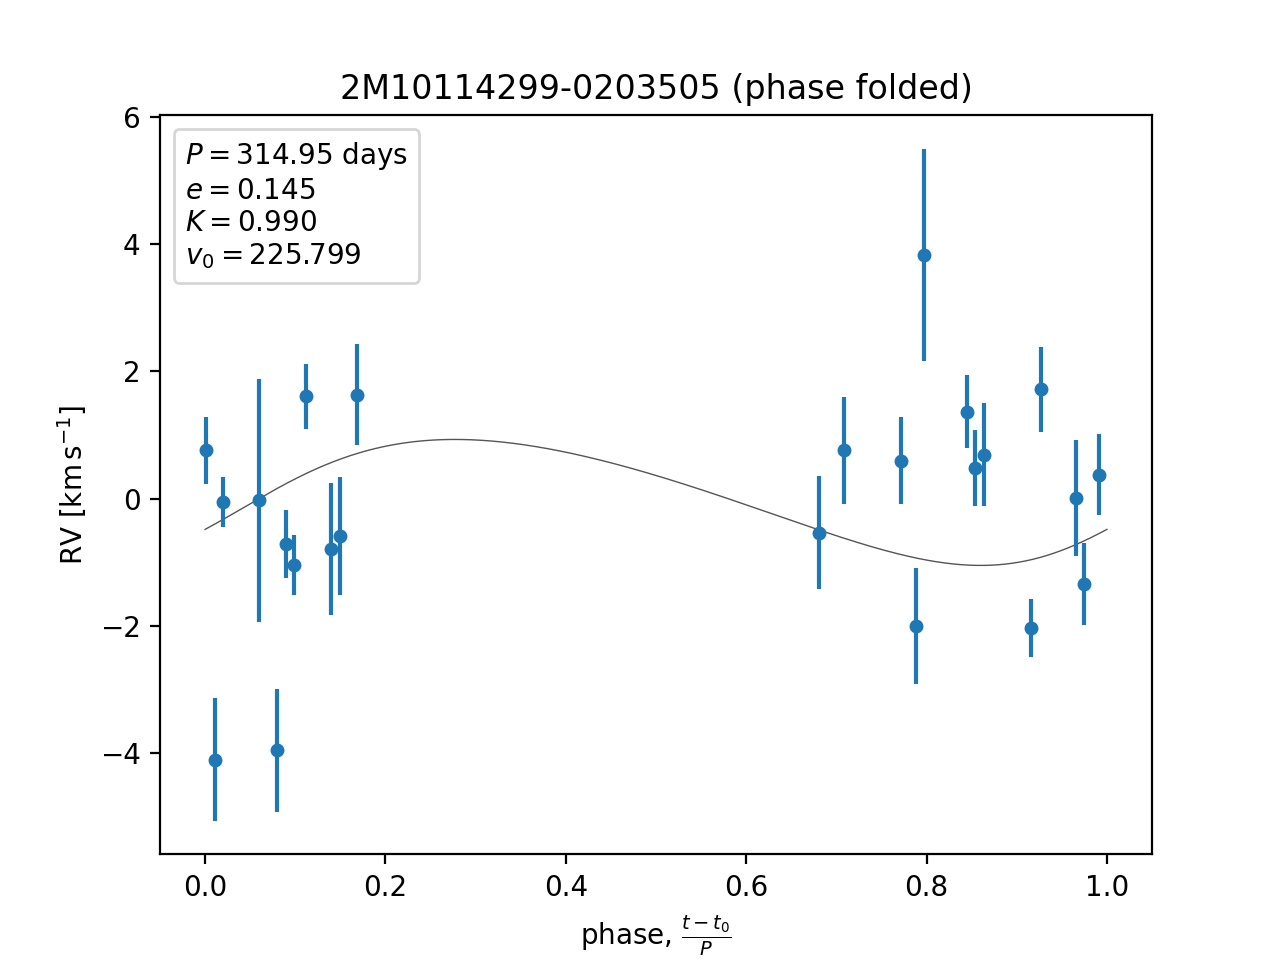 2M10114299-0203505 (phase folded)
P = 314.95 days
e = 0.145
K = 0.990
v₀ = 225.799
6
4
2
0
−2
−4
RV [km s⁻¹]
0.0 0.2 0.4 0.6 0.8 1.0
phase, (t − t₀)/P